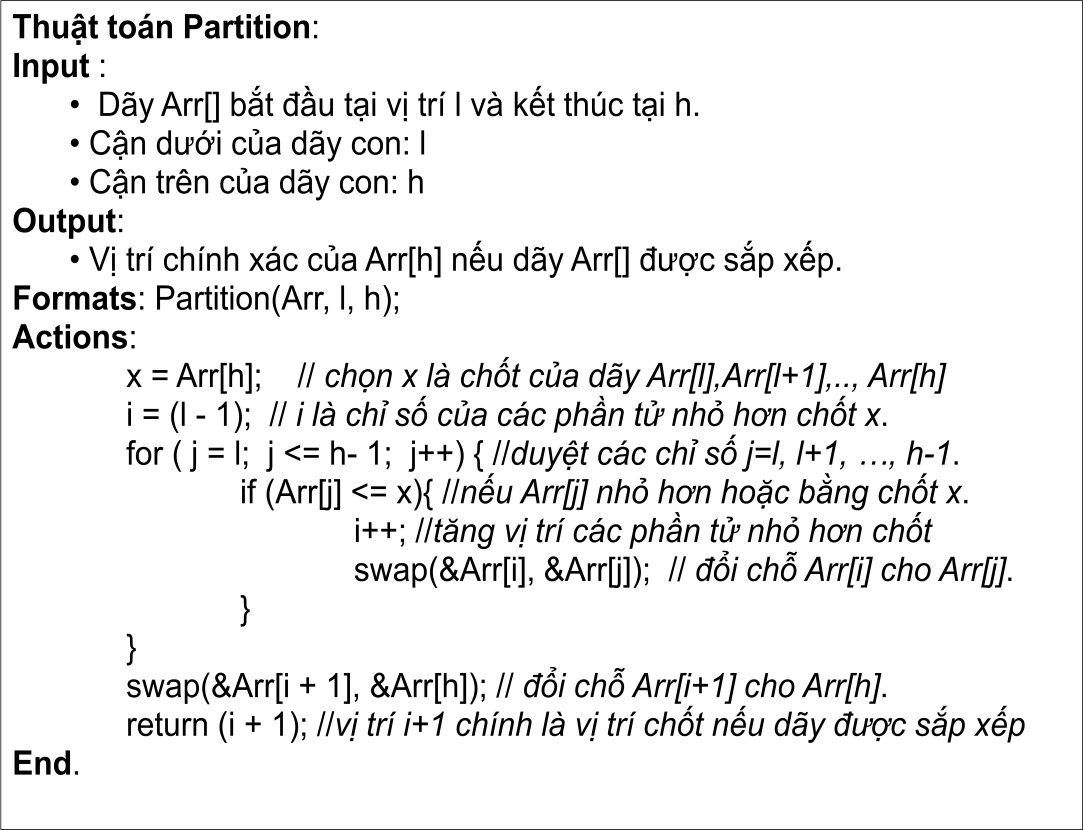 Thuật toán Partition:
Input :
• Dãy Arr[] bắt đầu tại vị trí l và kết thúc tại h.
• Cận dưới của dãy con: l
• Cận trên của dãy con: h
Output:
• Vị trí chính xác của Arr[h] nếu dãy Arr[] được sắp xếp.
Formats: Partition(Arr, l, h);
Actions:
x = Arr[h]; // chọn x là chốt của dãy Arr[l],Arr[l+1],.., Arr[h]
i = (l - 1); // i là chỉ số của các phần tử nhỏ hơn chốt x.
for ( j = l; j <= h- 1; j++) { //duyệt các chỉ số j=l, l+1, …, h-1.
if (Arr[j] <= x){ //nếu Arr[j] nhỏ hơn hoặc bằng chốt x.
i++; //tăng vị trí các phần tử nhỏ hơn chốt
swap(&Arr[i], &Arr[j]); // đổi chỗ Arr[i] cho Arr[j].
}
}
swap(&Arr[i + 1], &Arr[h]); // đổi chỗ Arr[i+1] cho Arr[h].
return (i + 1); //vị trí i+1 chính là vị trí chốt nếu dãy được sắp xếp
End.